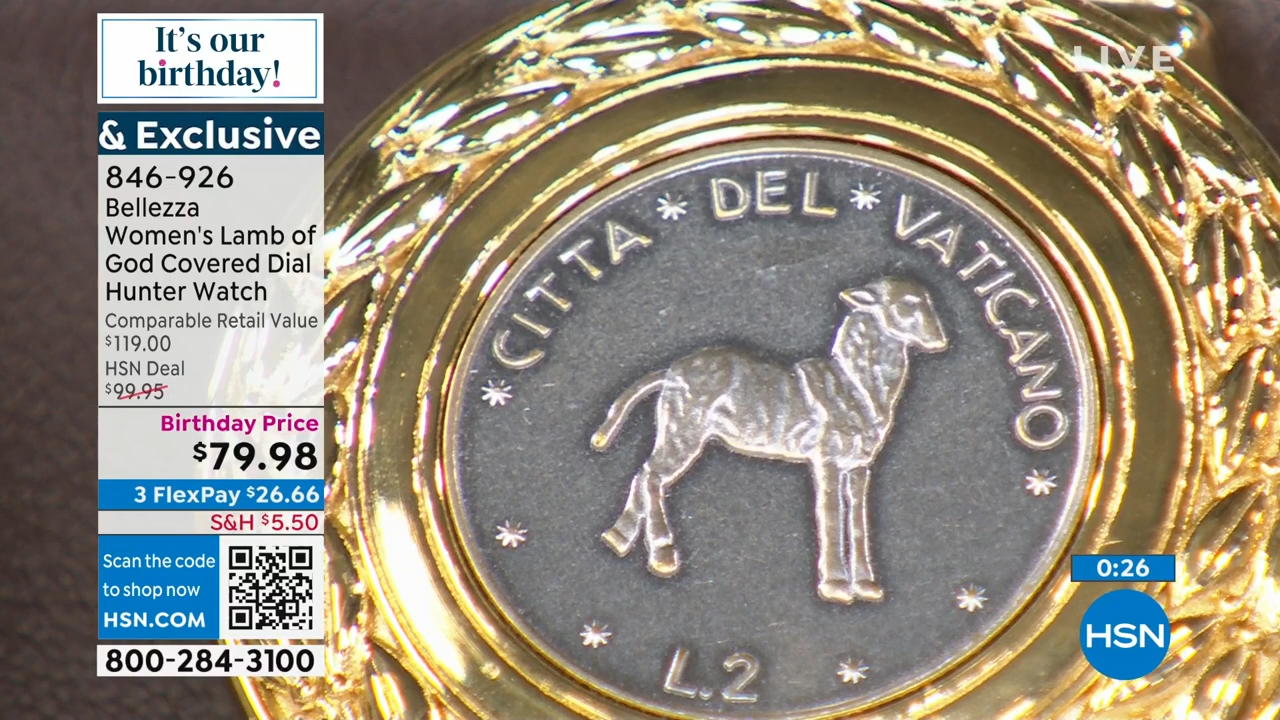 It's our
birthday!
& Exclusive
846-926
Bellezza
Women's Lamb of
God Covered Dial
Hunter Watch
Comparable Retail Value
$119.00
HSN Deal
$99.95
Birthday Price
$79.98
3 FlexPay $26.66
S&H $5.50
Scan the code
to shop now
HSN.COM
800-284-3100
LIVE
CITTA * DEL * VATICANO
L.2
0:26
HSN